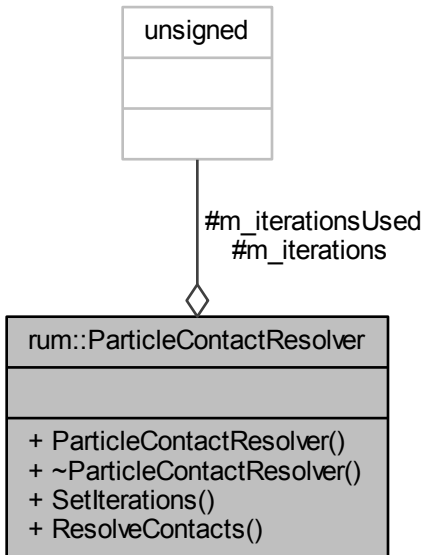 unsigned
#m_iterationsUsed
#m_iterations
rum::ParticleContactResolver
+ ParticleContactResolver()
+ ~ParticleContactResolver()
+ SetIterations()
+ ResolveContacts()